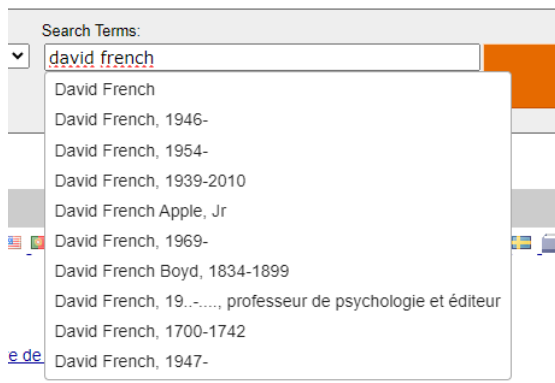 Search Terms:
david french
David French
David French, 1946-
David French, 1954-
David French, 1939-2010
David French Apple, Jr
David French, 1969-
David French Boyd, 1834-1899
David French, 19..-...., professeur de psychologie et éditeur
David French, 1700-1742
e de
David French, 1947-